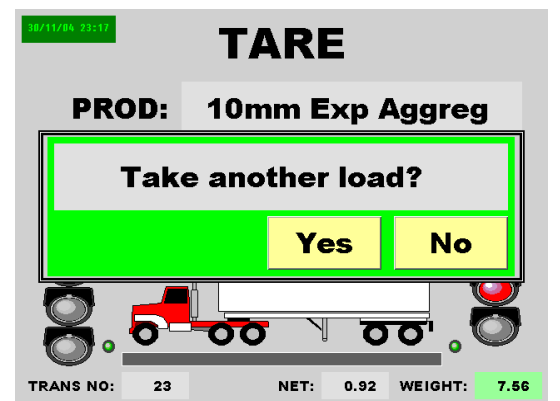 30/11/04 23:17
TARE
PROD: 10mm Exp Aggreg
Take another load?
Yes No
TRANS NO: 23 NET: 0.92 WEIGHT: 7.56